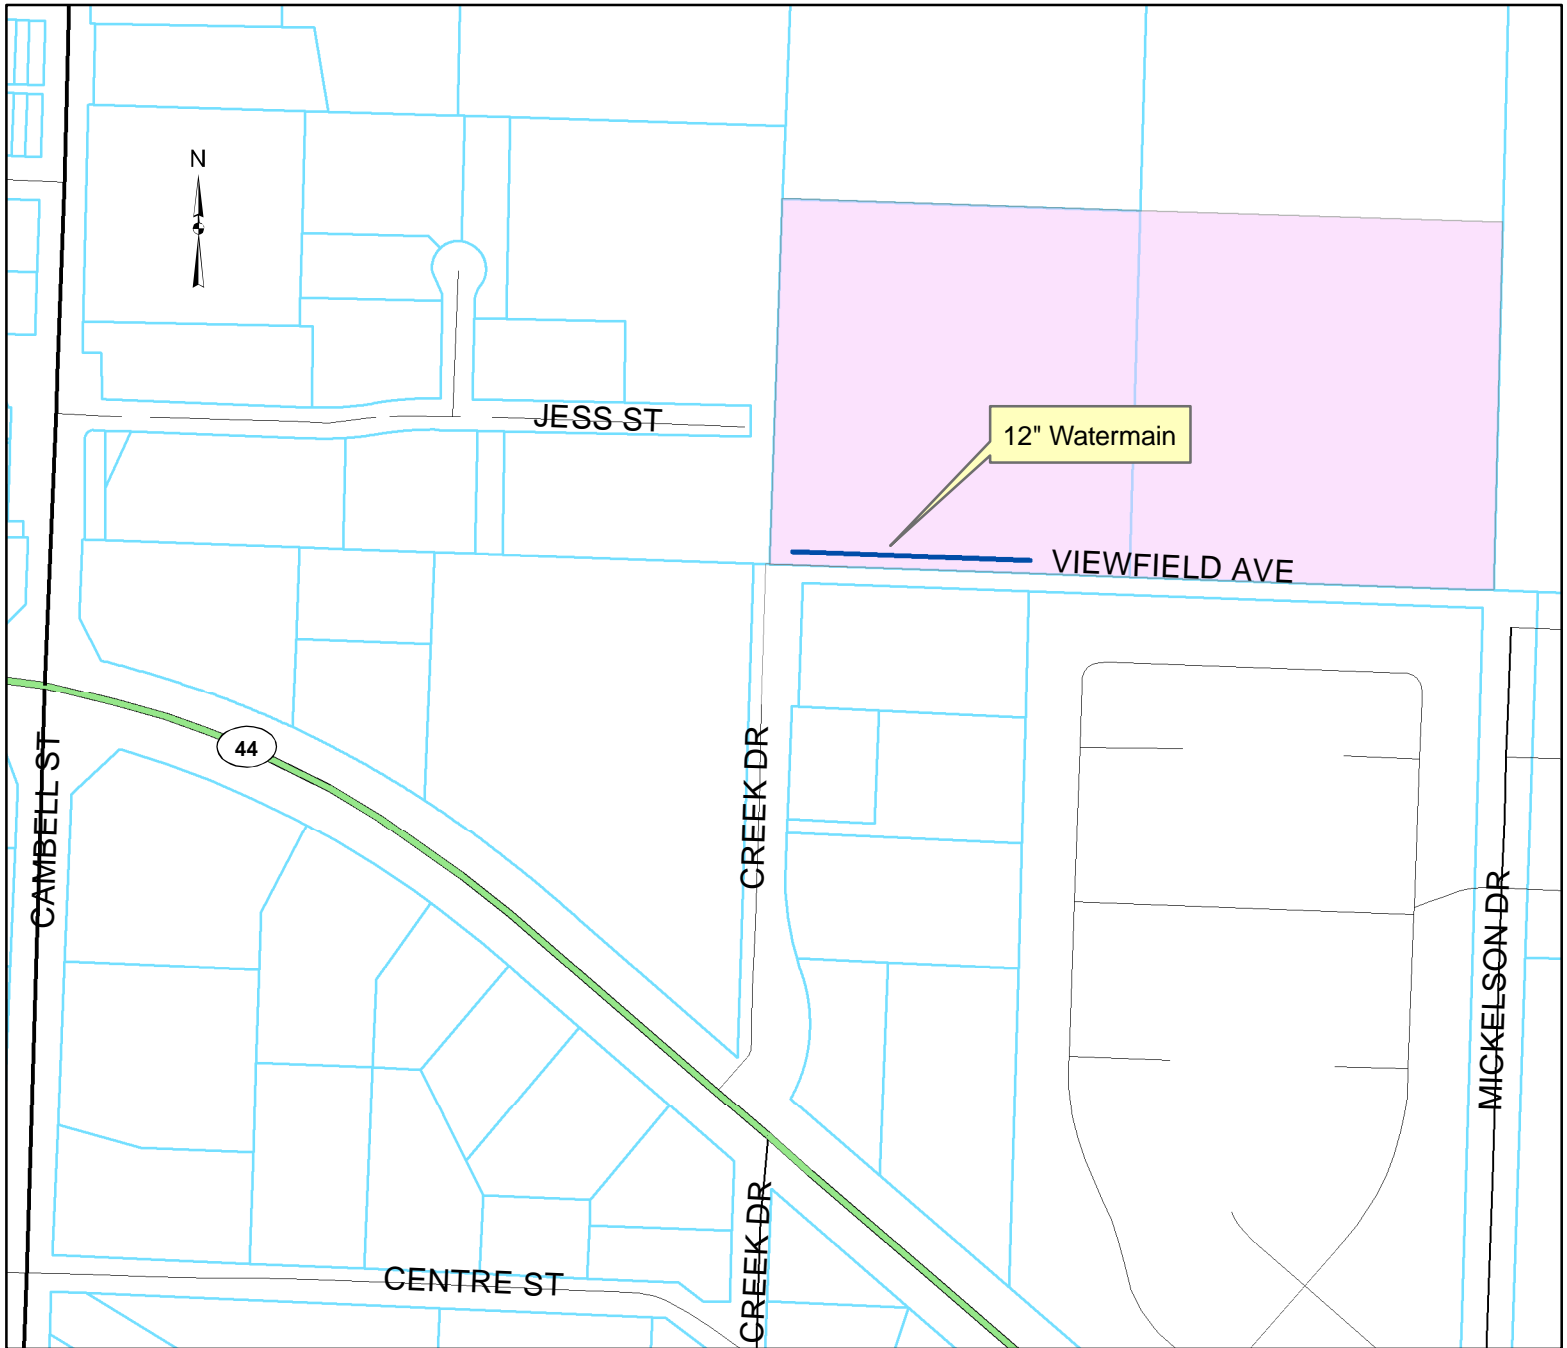 N
JESS ST
12" Watermain
VIEWFIELD AVE
44
CAMBELL ST
CREEK DR
MICKELSON DR
CREEK DR
CENTRE ST